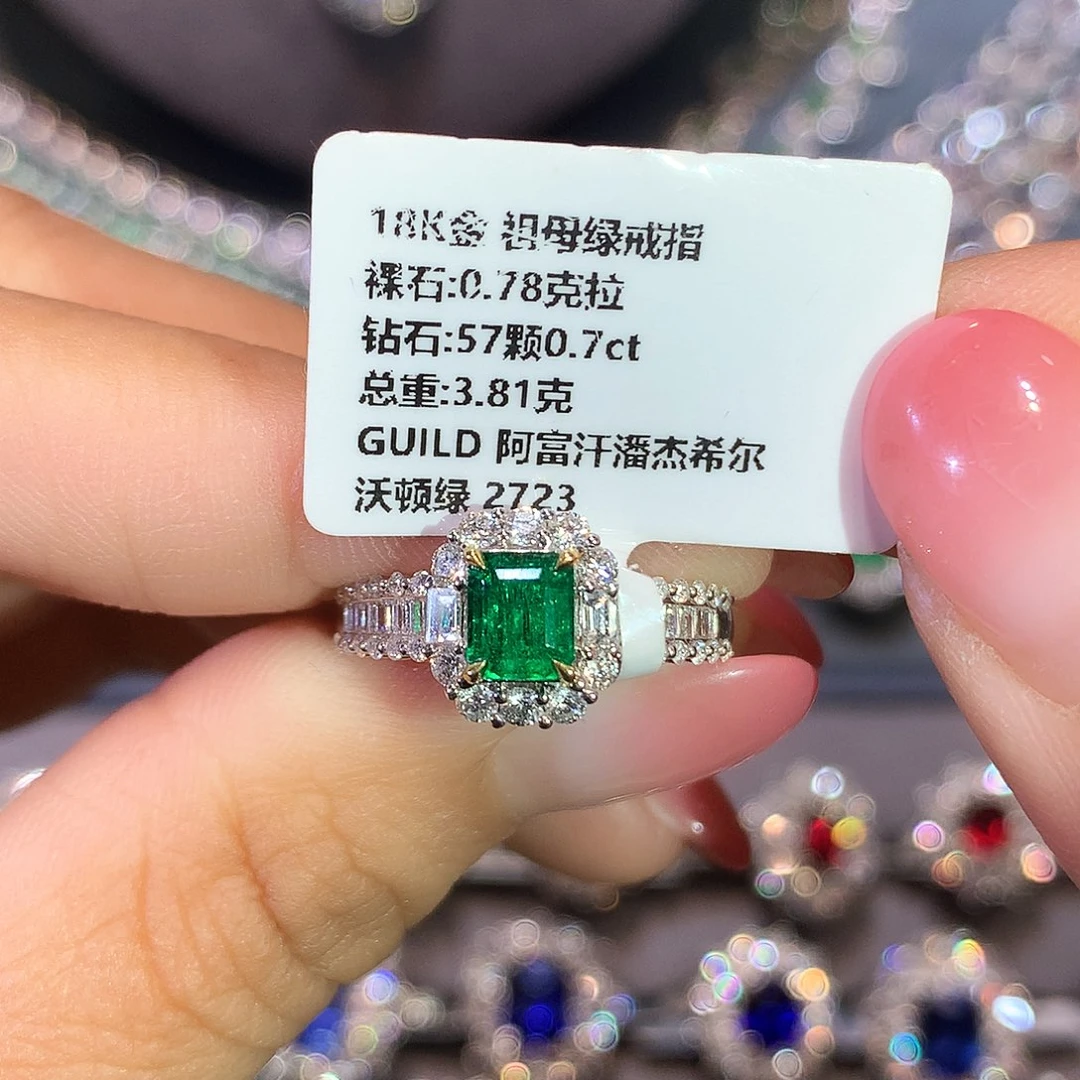 18K金 祖母绿戒指
裸石:0.78克拉
钻石:57颗0.7ct
总重:3.81克
GUILD 阿富汗潘杰希尔
沃顿绿 2723